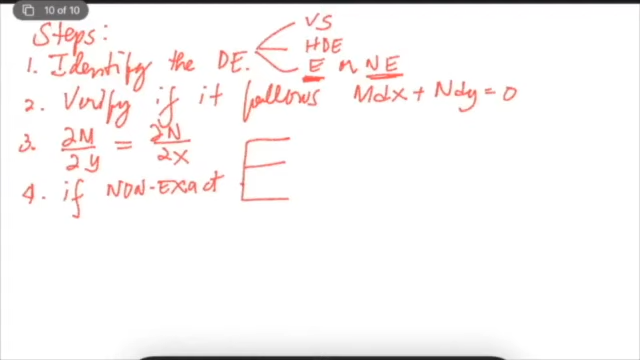 10 of 10
Steps:
VS
HDE
1. Identify the DE. E or NE
2. Verify if it follows Mdx + Ndy = 0
3. ∂M/∂y = ∂N/∂x
4. if NON-EXACT